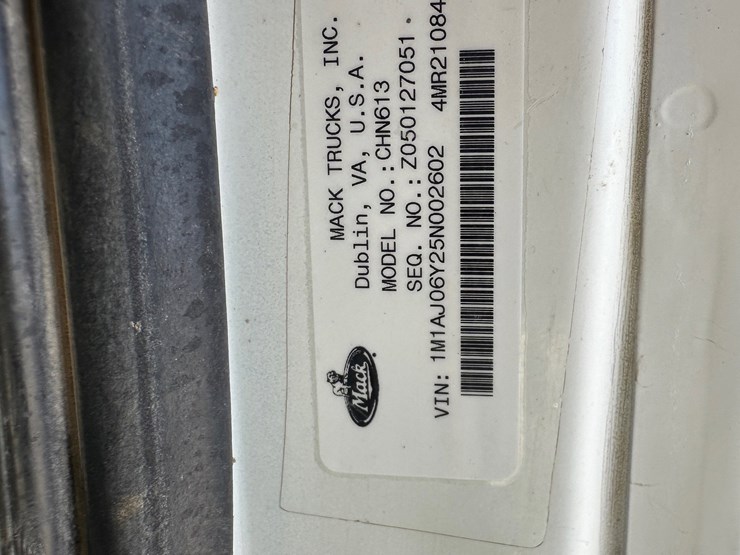 MACK TRUCKS, INC.
Dublin, VA, U.S.A.
MODEL NO.: CHN613
SEQ. NO.: Z050127051
Mack
VIN: 1M1AJ06Y25N002602 4MR21084